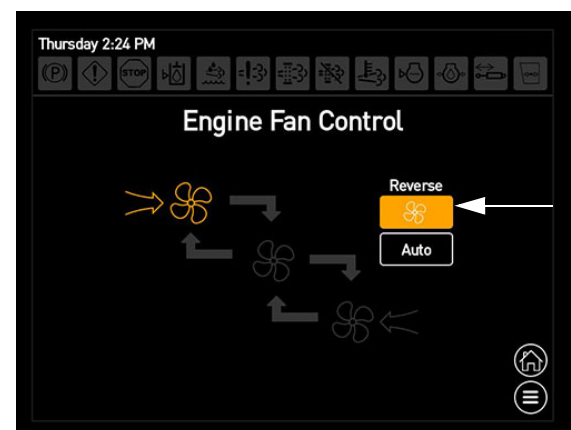 Thursday 2:24 PM
(P)
STOP
Engine Fan Control
Reverse
Auto